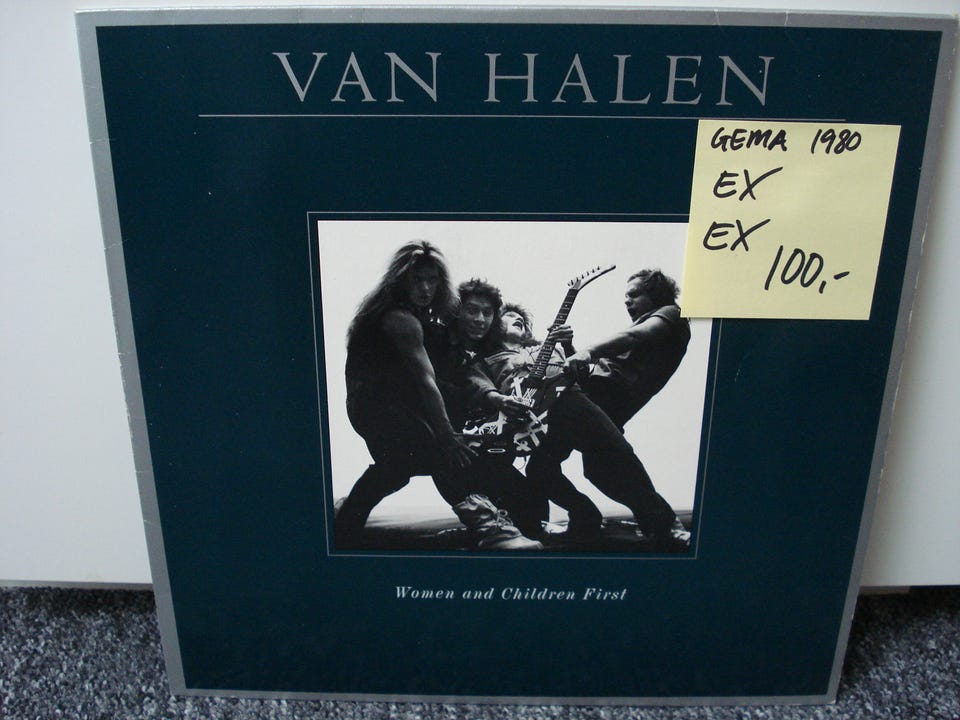 VAN HALEN
GEMA 1980
EX
EX
100,-
Women and Children First